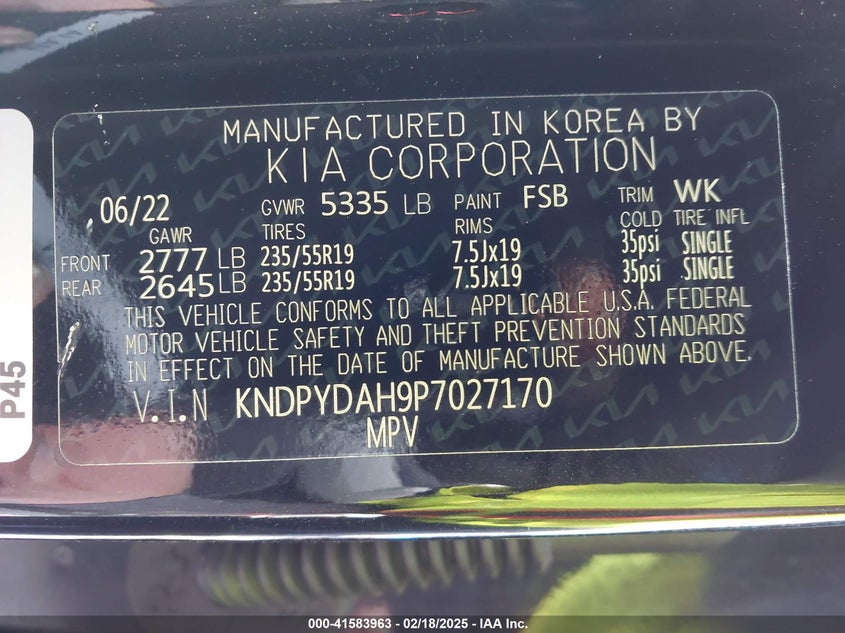 MANUFACTURED IN KOREA BY
KIA CORPORATION
06/22 GVWR 5335 LB PAINT FSB TRIM WK
GAWR TIRES RIMS COLD TIRE INFL
FRONT 2777 LB 235/55R19 7.5Jx19 35psi SINGLE
REAR 2645 LB 235/55R19 7.5Jx19 35psi SINGLE
THIS VEHICLE CONFORMS TO ALL APPLICABLE U.S.A. FEDERAL
MOTOR VEHICLE SAFETY AND THEFT PREVENTION STANDARDS
IN EFFECT ON THE DATE OF MANUFACTURE SHOWN ABOVE.
V.I.N KNDPYDAH9P7027170
MPV
P45
000-41583963 - 02/18/2025 - IAA Inc.